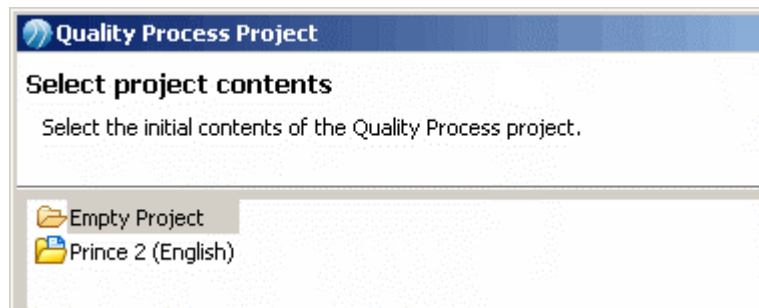 Quality Process Project
Select project contents
Select the initial contents of the Quality Process project.
Empty Project
Prince 2 (English)